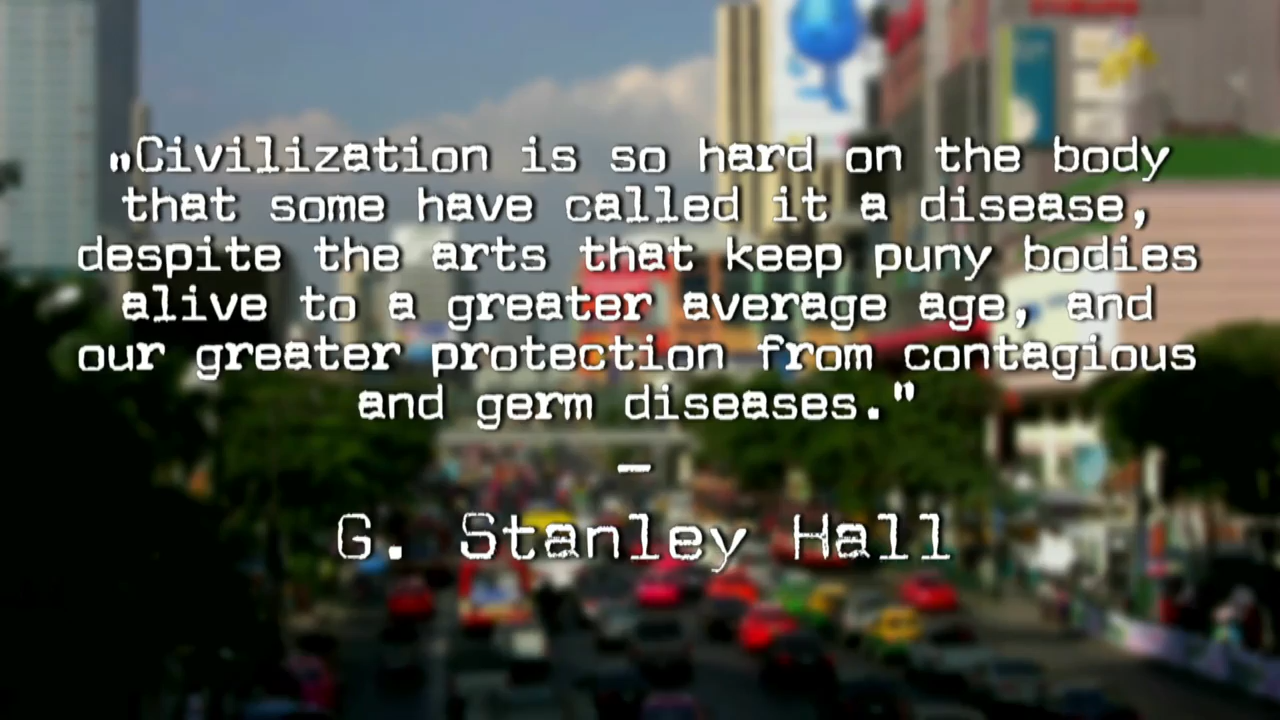 „Civilization is so hard on the body
that some have called it a disease,
despite the arts that keep puny bodies
alive to a greater average age, and
our greater protection from contagious
and germ diseases."
—
G. Stanley Hall